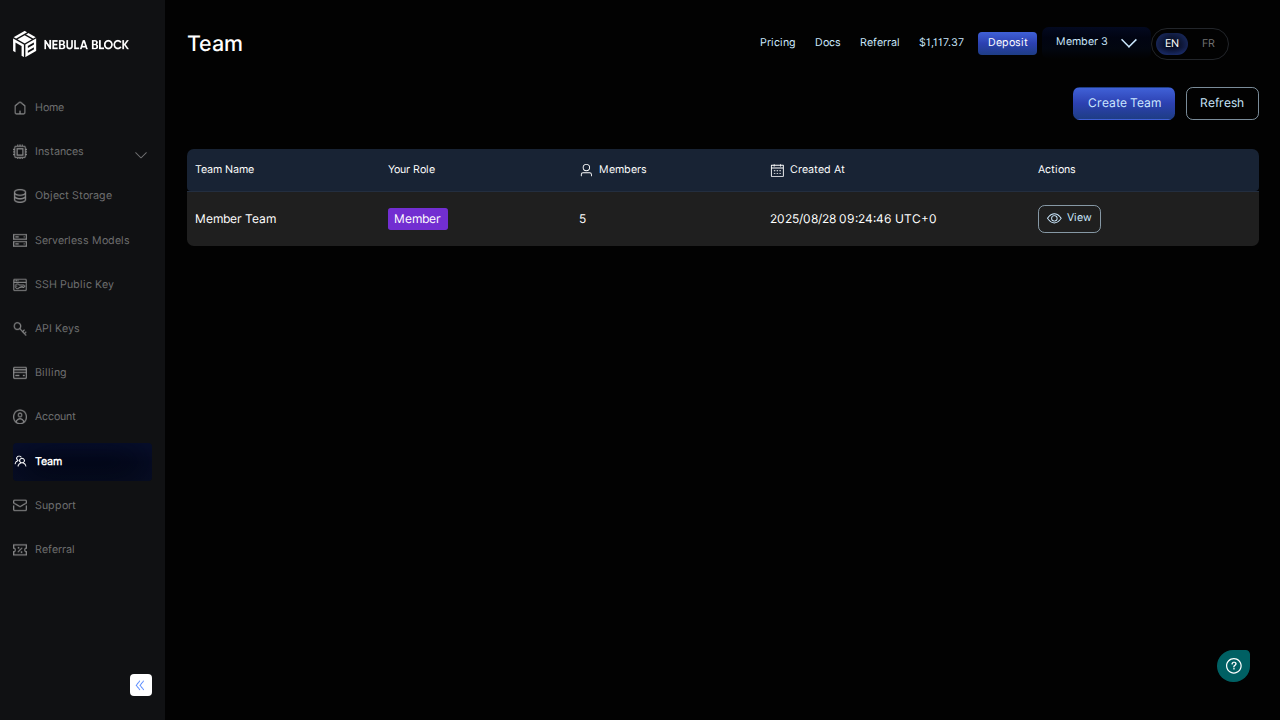 NEBULA BLOCK
Home
Instances
Object Storage
Serverless Models
SSH Public Key
API Keys
Billing
Account
Team
Support
Referral
Team
Pricing
Docs
Referral
$1,117.37
Deposit
Member 3
EN
FR
Create Team
Refresh
Team Name
Your Role
Members
Created At
Actions
Member Team
Member
5
2025/08/28 09:24:46 UTC+0
View